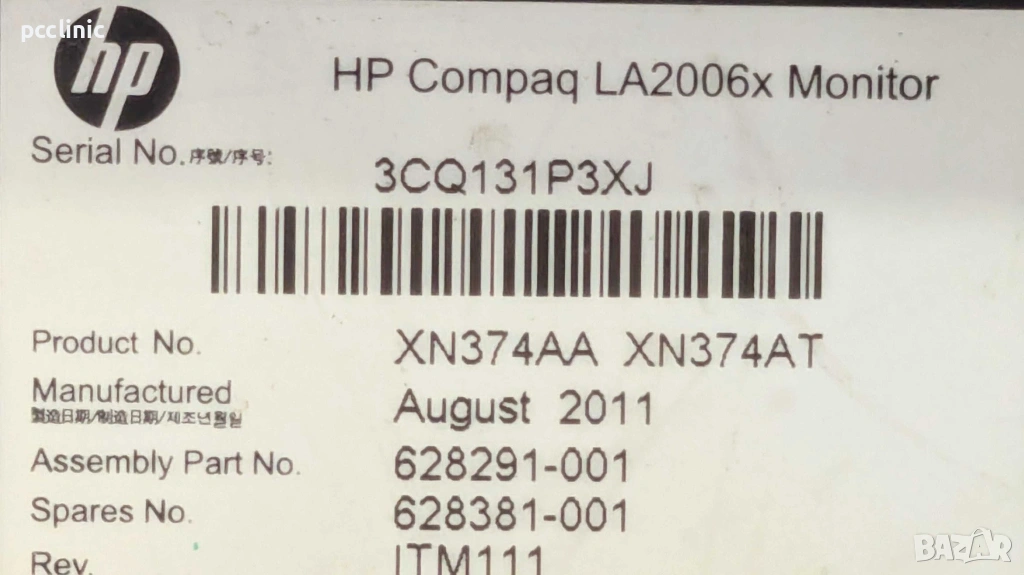 pcclinic
hp
HP Compaq LA2006x Monitor
Serial No. 序號/序号:
3CQ131P3XJ
Product No. XN374AA XN374AT
Manufactured
製造日期/制造日期/제조년월일
August 2011
Assembly Part No. 628291-001
Spares No. 628381-001
Rev. ITM111
BAZAR